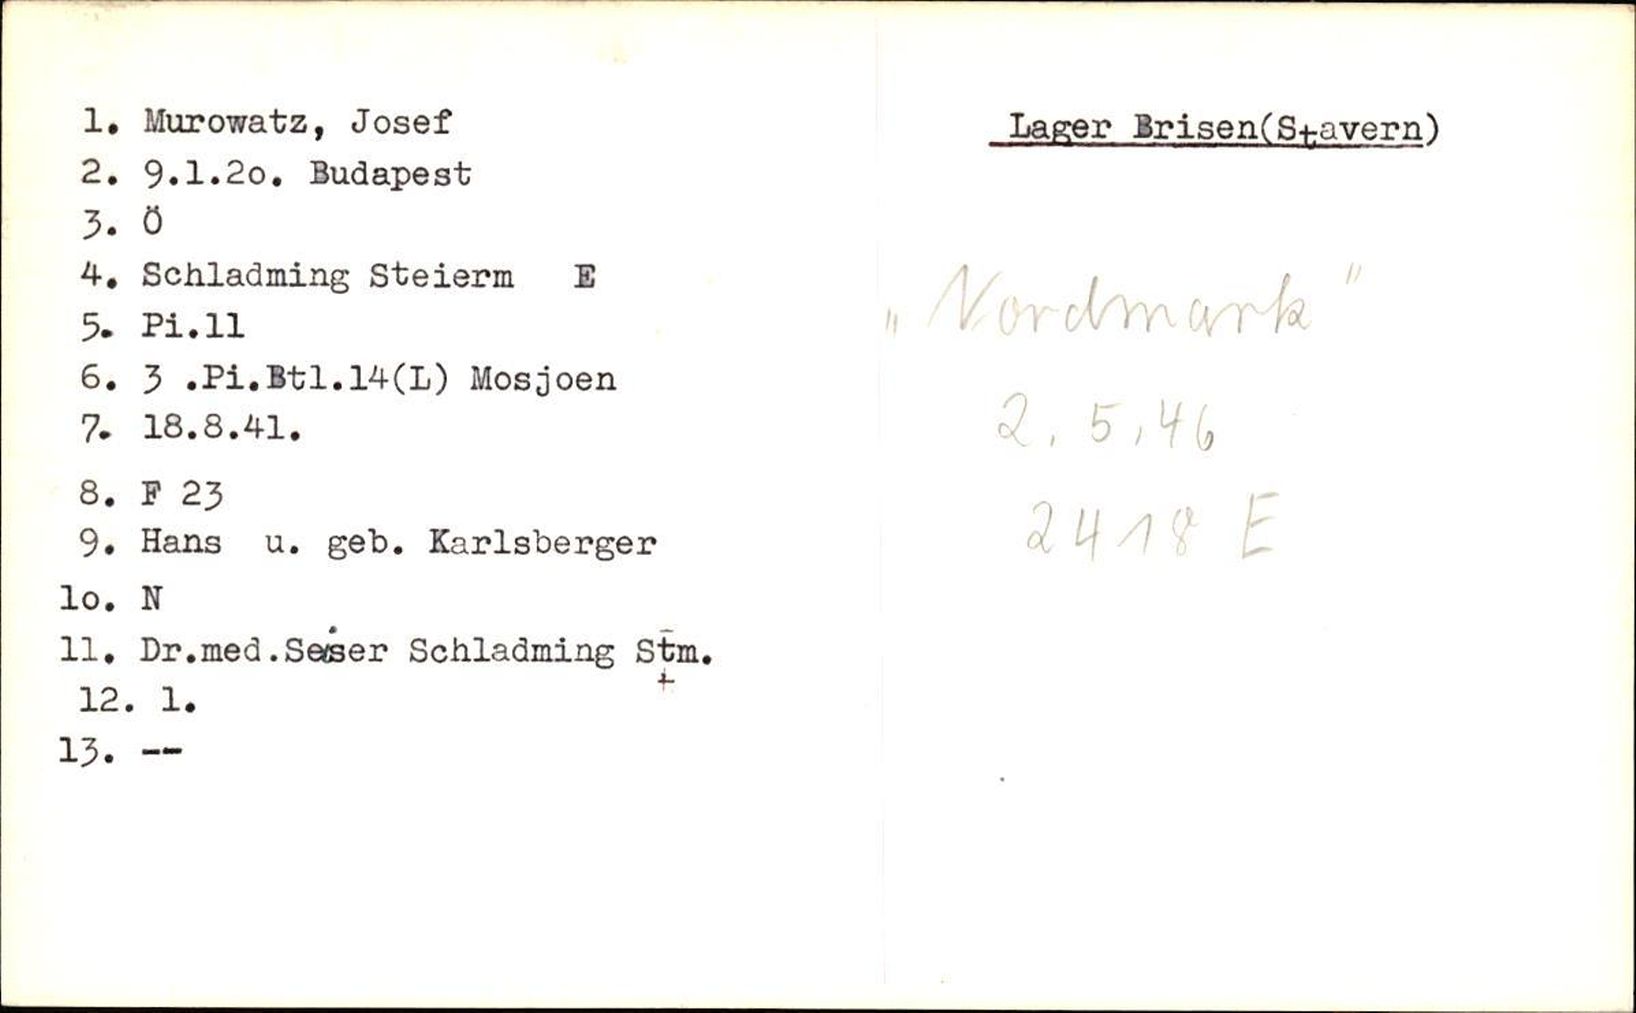 1. Murowatz, Josef
2. 9.1.2o. Budapest
3. Ö
4. Schladming Steierm E
5. Pi.11
6. 3 .Pi.Btl.14(L) Mosjoen
7. 18.8.41.
8. F 23
9. Hans u. geb. Karlsberger
1o. N
11. Dr.med. Schladming Stm.
12. 1.
13. --
Lager Brisen(Stavern)
„Nordmark"
2.5.46
2418 E